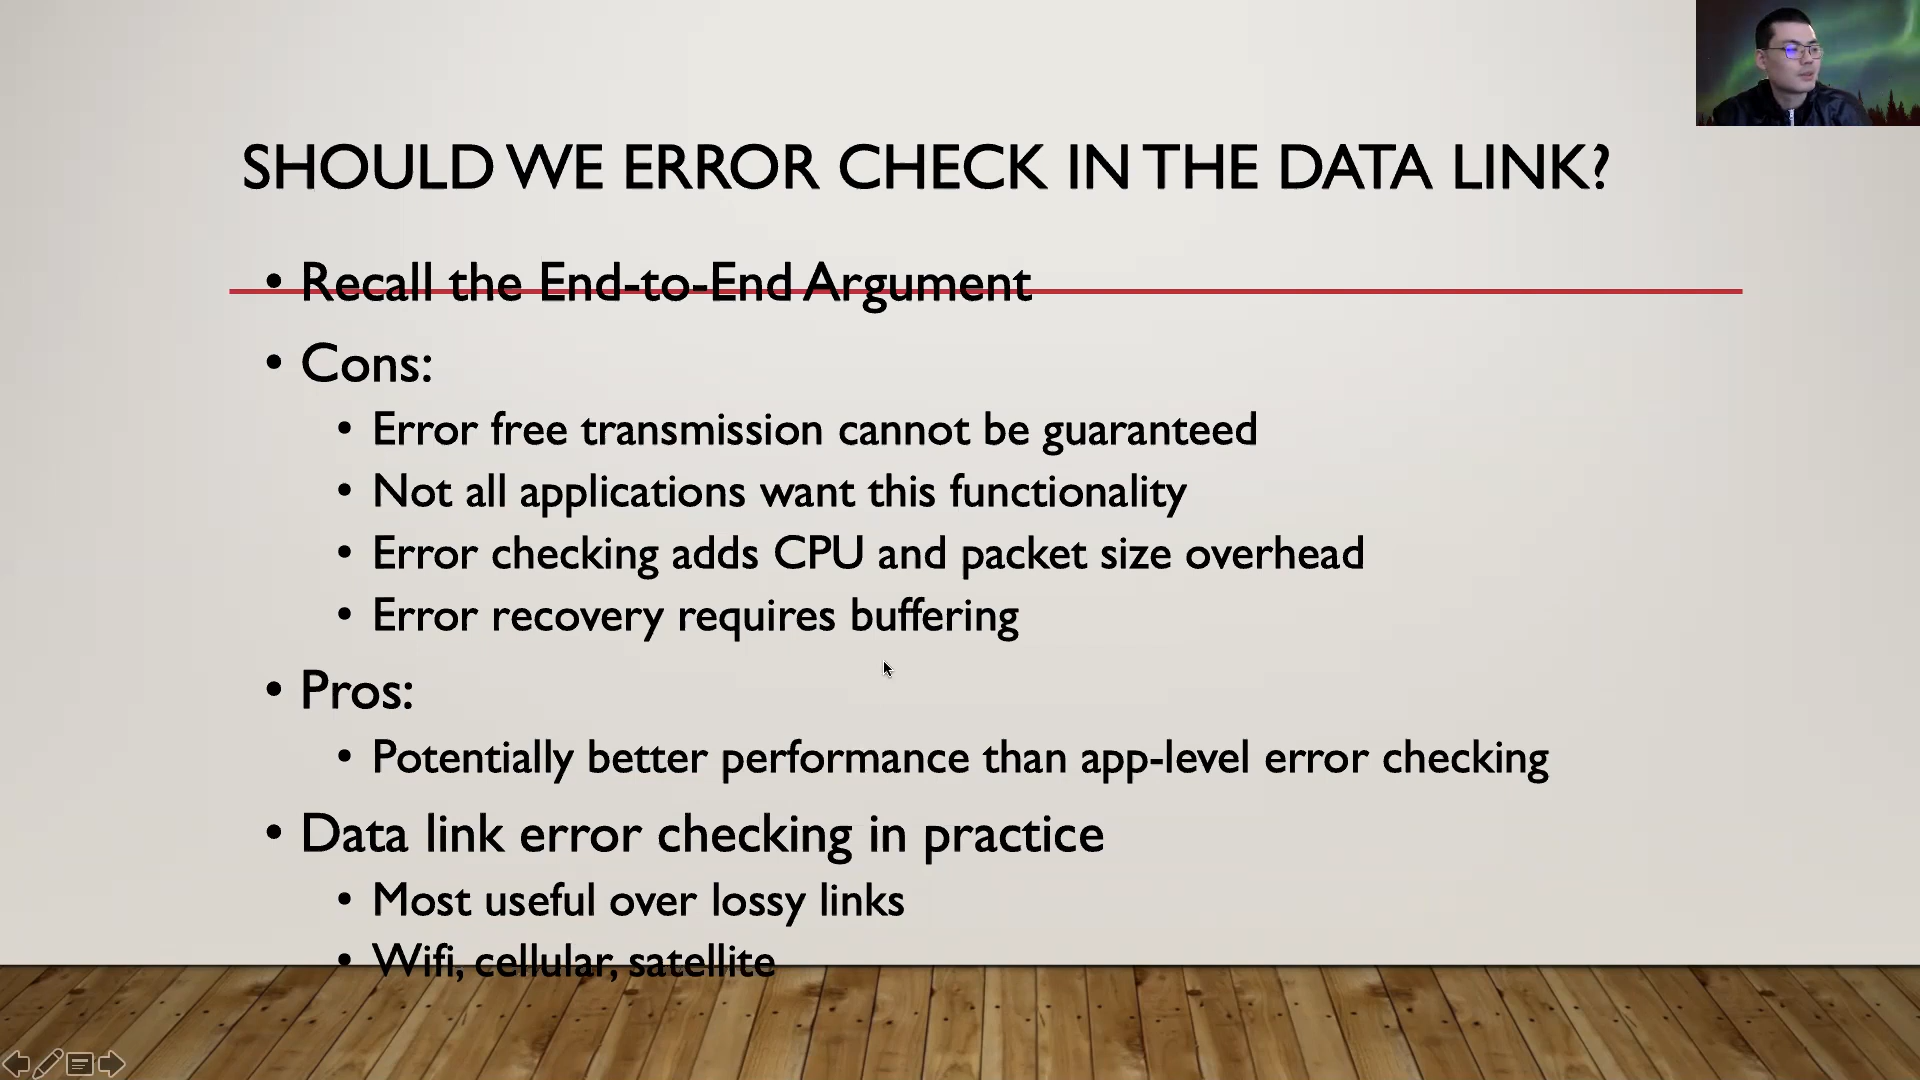 SHOULD WE ERROR CHECK IN THE DATA LINK?
• Recall the End-to-End Argument
• Cons:
• Error free transmission cannot be guaranteed
• Not all applications want this functionality
• Error checking adds CPU and packet size overhead
• Error recovery requires buffering
• Pros:
• Potentially better performance than app-level error checking
• Data link error checking in practice
• Most useful over lossy links
• Wifi, cellular, satellite